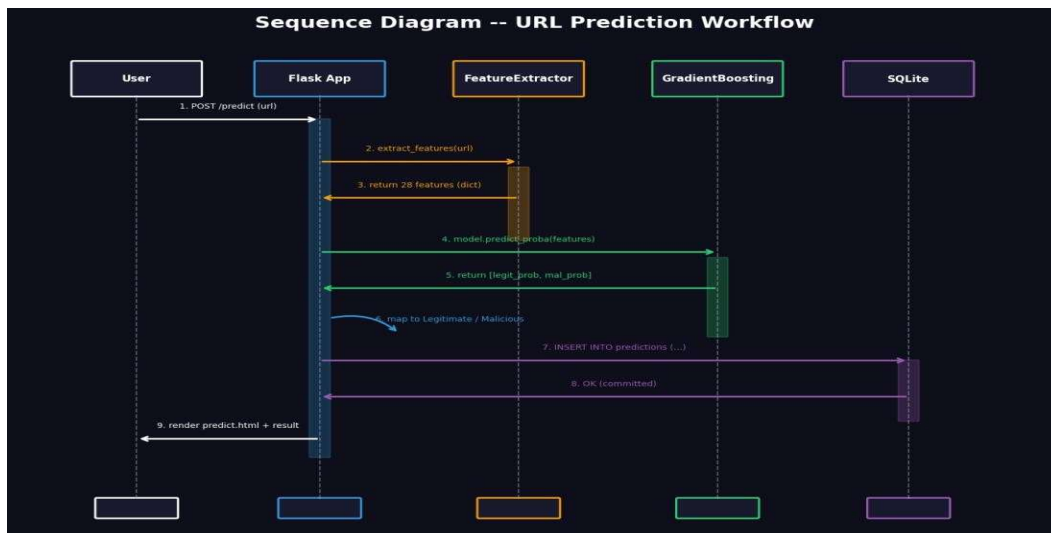 Sequence Diagram -- URL Prediction Workflow
User
Flask App
FeatureExtractor
GradientBoosting
SQLite
1. POST /predict (url)
2. extract_features(url)
3. return 28 features (dict)
4. model.predict_proba(features)
5. return [legit_prob, mal_prob]
6. map to Legitimate / Malicious
7. INSERT INTO predictions (...)
8. OK (committed)
9. render predict.html + result